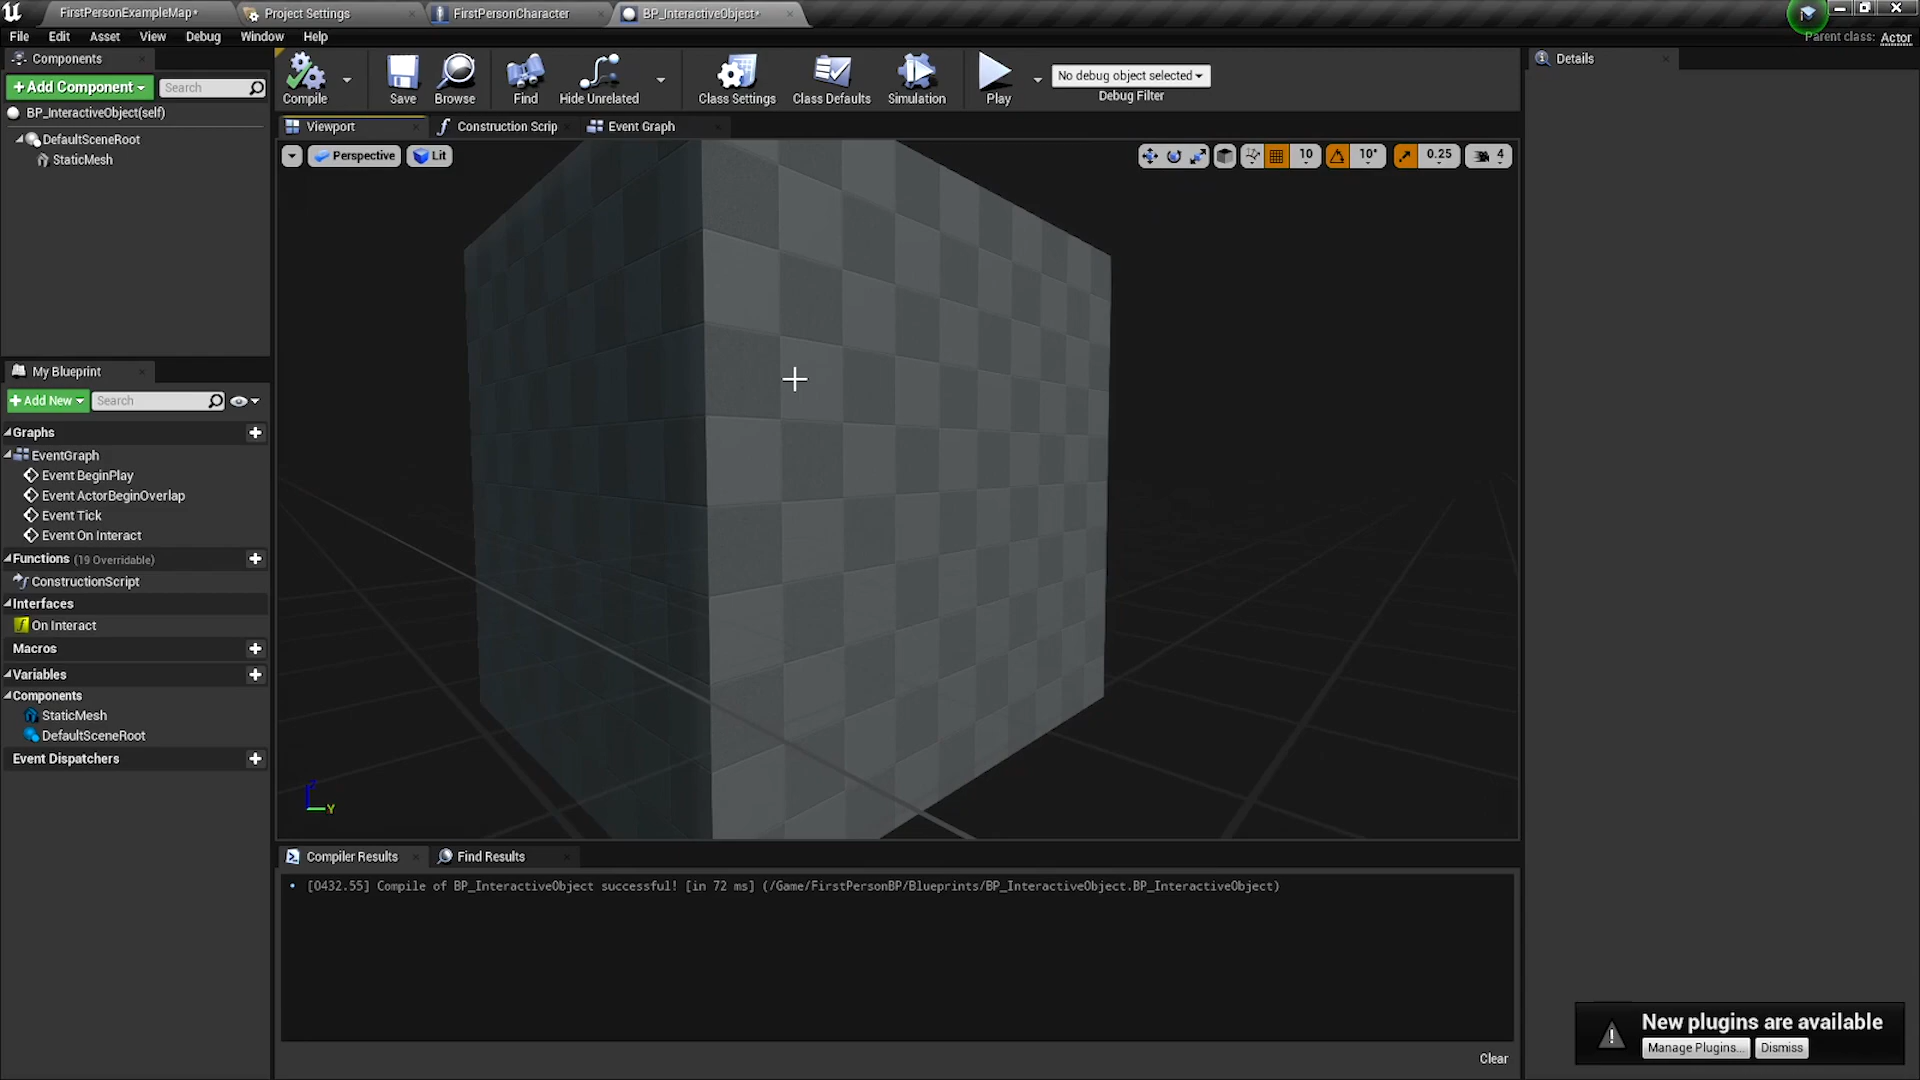 FirstPersonExampleMap*
Project Settings
FirstPersonCharacter
BP_InteractiveObject*
File Edit Asset View Debug Window Help
Parent class: Actor
Components
+Add Component
Search
BP_InteractiveObject(self)
DefaultSceneRoot
StaticMesh
Compile
Save
Browse
Find
Hide Unrelated
Class Settings
Class Defaults
Simulation
Play
No debug object selected
Debug Filter
Details
Viewport
Construction Scrip
Event Graph
Perspective
Lit
10
10°
0.25
4
My Blueprint
+Add New
Search
Graphs
EventGraph
Event BeginPlay
Event ActorBeginOverlap
Event Tick
Event On Interact
Functions (19 Overridable)
ConstructionScript
Interfaces
On Interact
Macros
Variables
Components
StaticMesh
DefaultSceneRoot
Event Dispatchers
Y
Compiler Results
Find Results
[0432.55] Compile of BP_InteractiveObject successful! [in 72 ms] (/Game/FirstPersonBP/Blueprints/BP_InteractiveObject.BP_InteractiveObject)
Clear
New plugins are available
Manage Plugins...
Dismiss